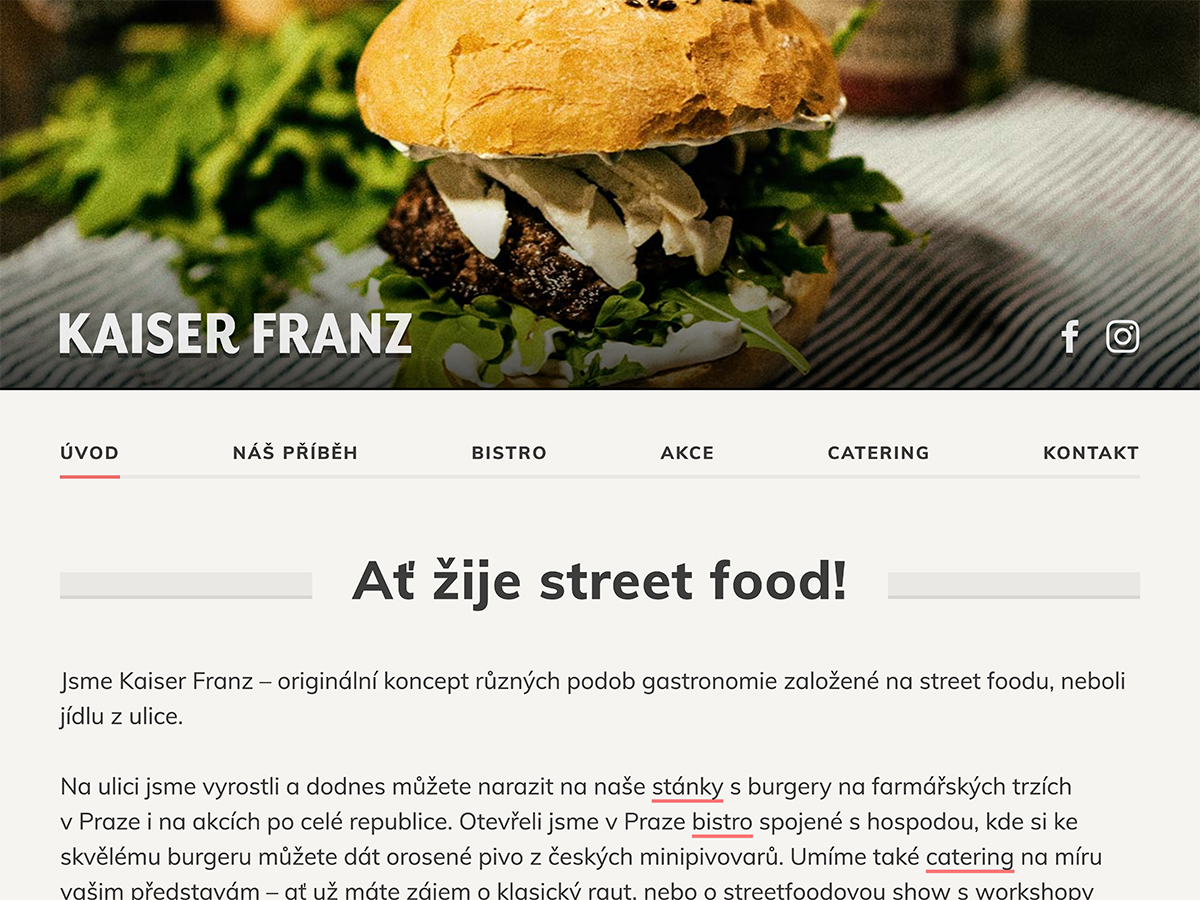 KAISER FRANZ
ÚVOD NÁŠ PŘÍBĚH BISTRO AKCE CATERING KONTAKT
Ať žije street food!
Jsme Kaiser Franz – originální koncept různých podob gastronomie založené na street foodu, neboli
jídlu z ulice.
Na ulici jsme vyrostli a dodnes můžete narazit na naše stánky s burgery na farmářských trzích
v Praze i na akcích po celé republice. Otevřeli jsme v Praze bistro spojené s hospodou, kde si ke
skvělému burgeru můžete dát orosené pivo z českých minipivovarů. Umíme také catering na míru
vašim představám – ať už máte zájem o klasický raut, nebo o streetfoodovou show s workshopy